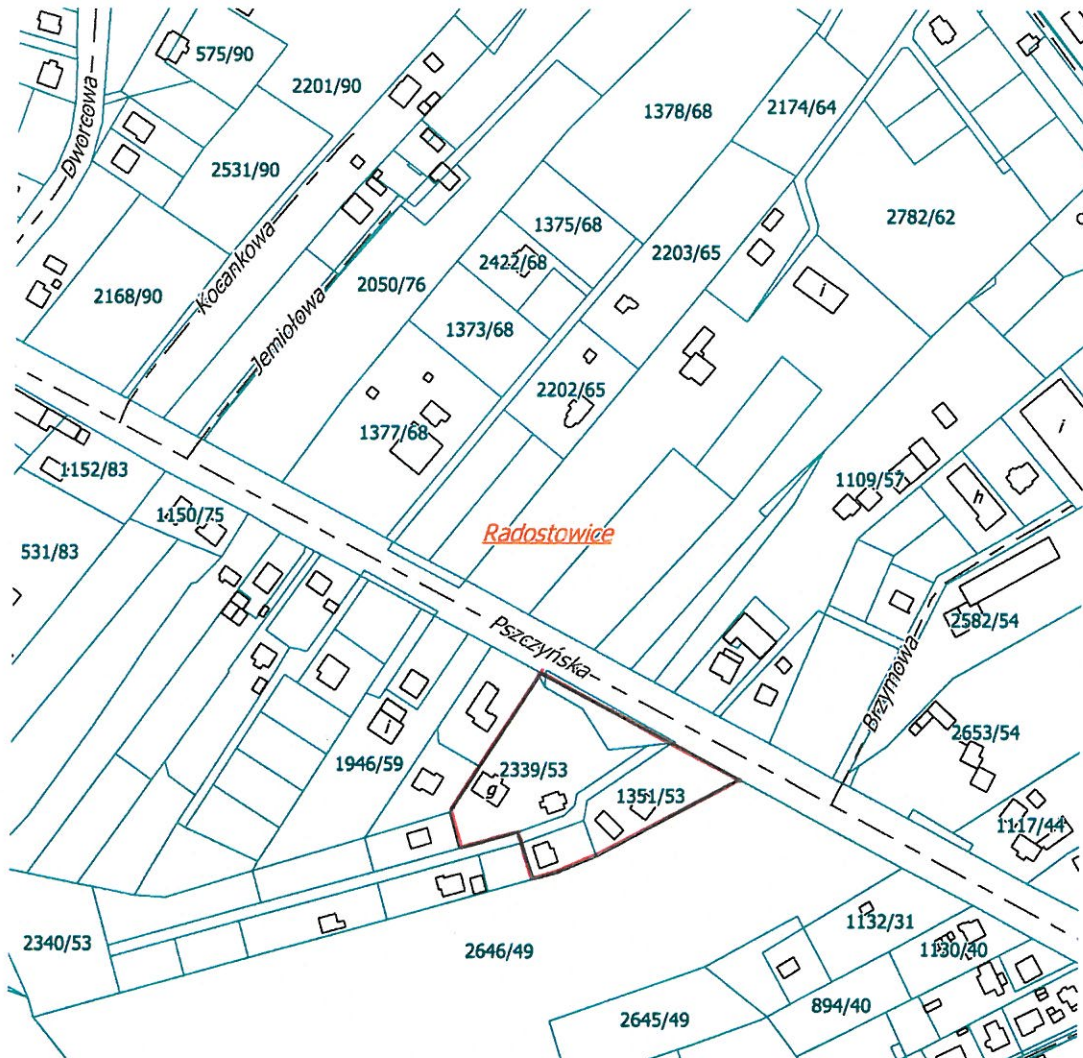 575/90
2201/90
Dworcowa
2531/90
1378/68
2174/64
2782/62
1375/68
2422/68
2203/65
2168/90
Kocankowa
2050/76
Jemiołowa
i
1373/68
2202/65
1377/68
i
1152/83
1109/57
h
1150/75
531/83
Radostowice
2582/54
Pszczyńska
Brzymowa
i
2653/54
1946/59
2339/53
g
1351/53
1117/44
2340/53
2646/49
1132/31
1130/40
2645/49
894/40